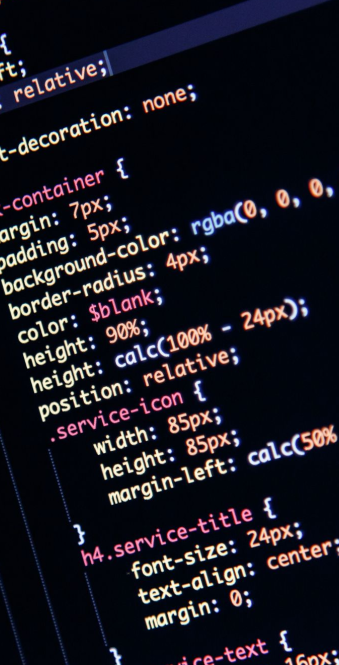 {
ft;
relative;
t-decoration: none;
-container {
argin: 7px;
padding: 5px;
background-color: rgba(0, 0, 0,
border-radius: 4px;
color: $blank;
height: 90%;
height: calc(100% - 24px);
position: relative;
.service-icon {
width: 85px;
height: 85px;
margin-left: calc(50%
}
h4.service-title {
font-size: 24px;
text-align: center;
margin: 0;
}
ice-text {
16px;